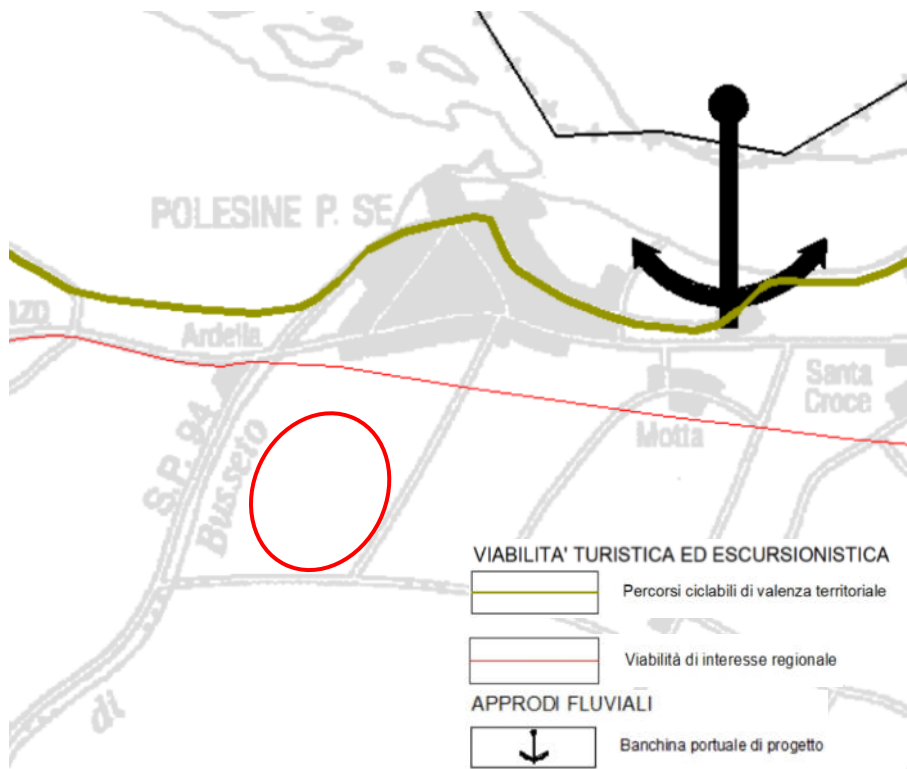 POLESINE P. SE
nzo
Ardella
S.P. 94
Busseto
di
Motta
Santa
Croce
VIABILITA' TURISTICA ED ESCURSIONISTICA
Percorsi ciclabili di valenza territoriale
Viabilità di interesse regionale
APPRODI FLUVIALI
Banchina portuale di progetto